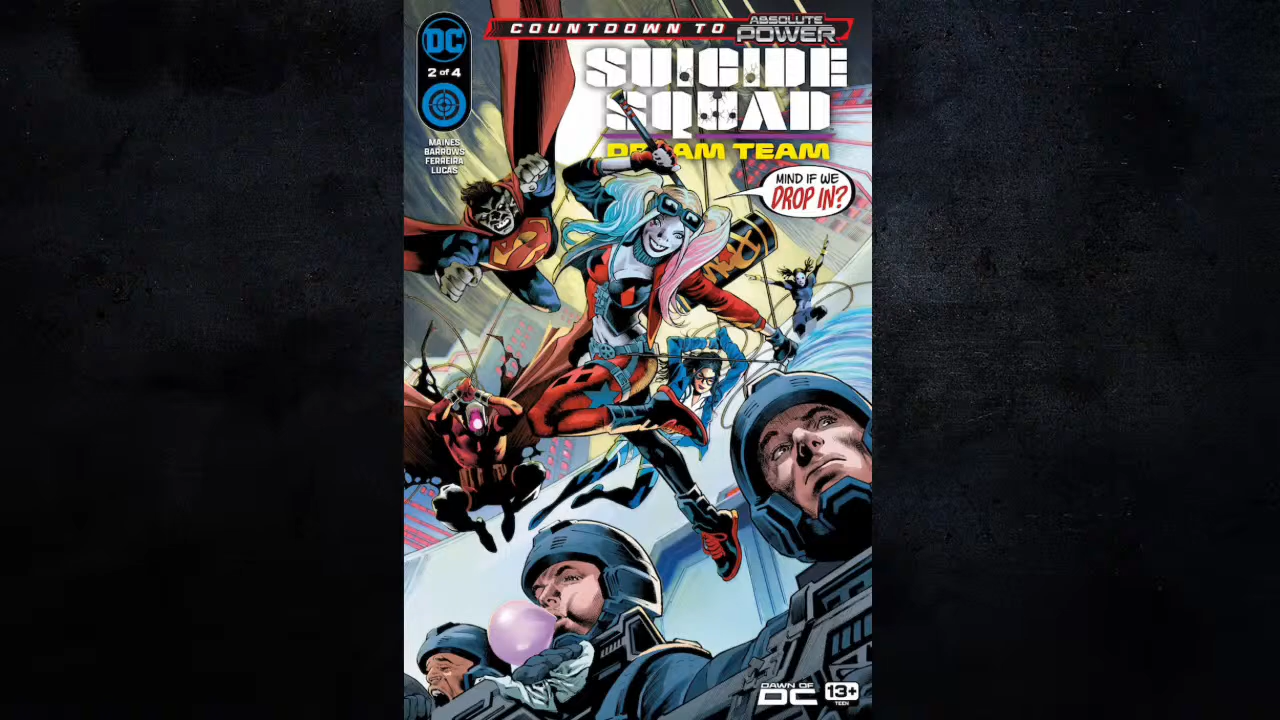 COUNTDOWN TO ABSOLUTE POWER
DC
2 of 4
SUICIDE
SQUAD
DREAM TEAM
MAINES
BARROWS
FERREIRA
LUCAS
MIND IF WE
DROP IN?
DAWN OF
DC
13+
TEEN